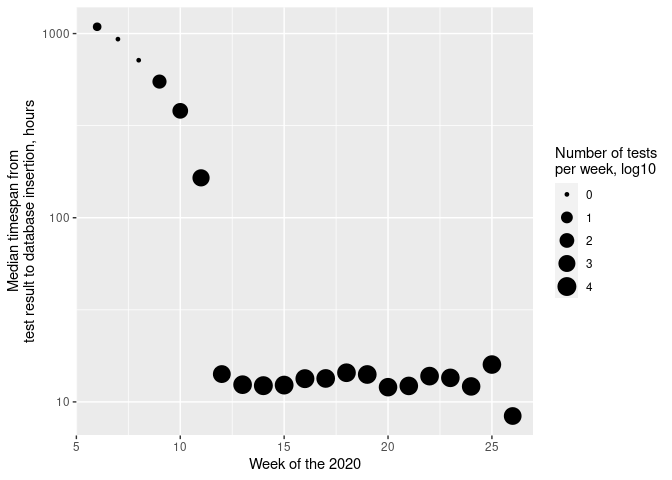 1000
100
10
5
10
15
20
25
Week of the 2020
Median timespan from
test result to database insertion, hours
Number of tests
per week, log10
0
1
2
3
4